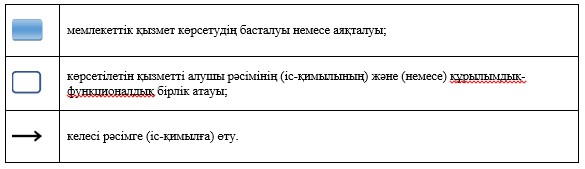 мемлекеттік қызмет көрсетудің басталуы немесе аяқталуы;
көрсетілетін қызметті алушы рәсімінің (іс-қимылының) және (немесе) құрылымдық-
функционалдық бірлік атауы;
келесі рәсімге (іс-қимылға) өту.